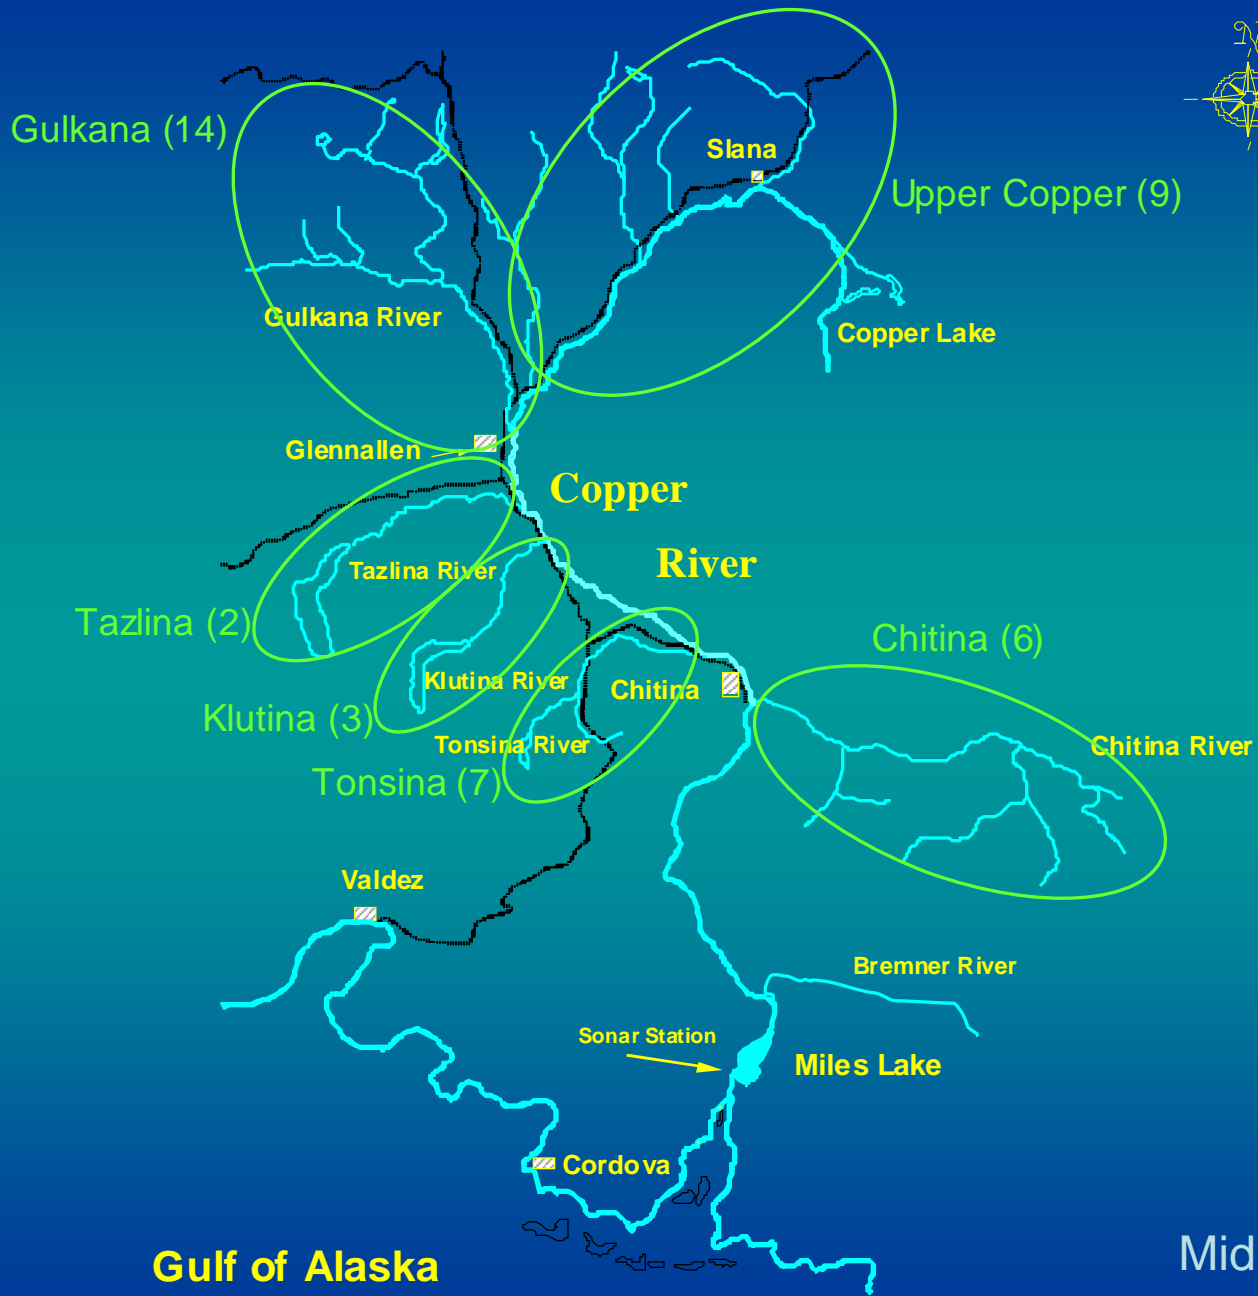 Gulkana (14)
Slana
Upper Copper (9)
Gulkana River
Copper Lake
Glennallen
Copper
River
Tazlina River
Tazlina (2)
Chitina (6)
Klutina River
Chitina
Klutina (3)
Tonsina River
Chitina River
Tonsina (7)
Valdez
Bremner River
Sonar Station
Miles Lake
Cordova
Mid
Gulf of Alaska